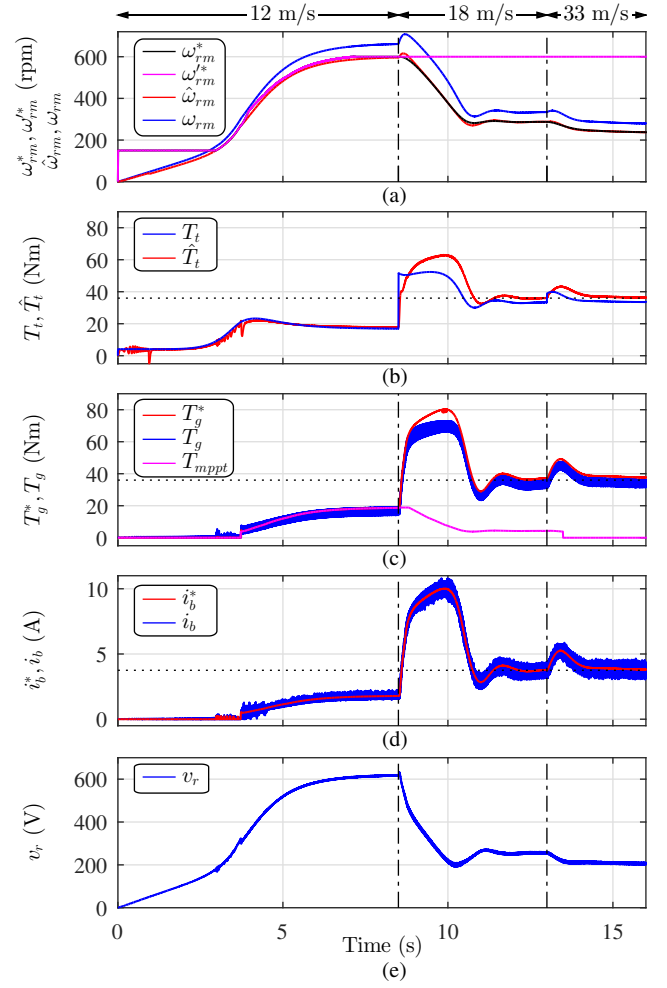 12 m/s 18 m/s 33 m/s
600
400
200
0
ω*rm, ω′*rm (rpm)
ω̂rm, ωrm
ω*rm
ω′*rm
ω̂rm
ωrm
(a)
80
60
40
20
0
Tt, T̂t (Nm)
Tt
T̂t
(b)
80
60
40
20
0
T*g, Tg (Nm)
T*g
Tg
Tmppt
(c)
10
5
0
i*b, ib (A)
i*b
ib
(d)
600
400
200
0
vr (V)
vr
0 5 10 15
Time (s)
(e)